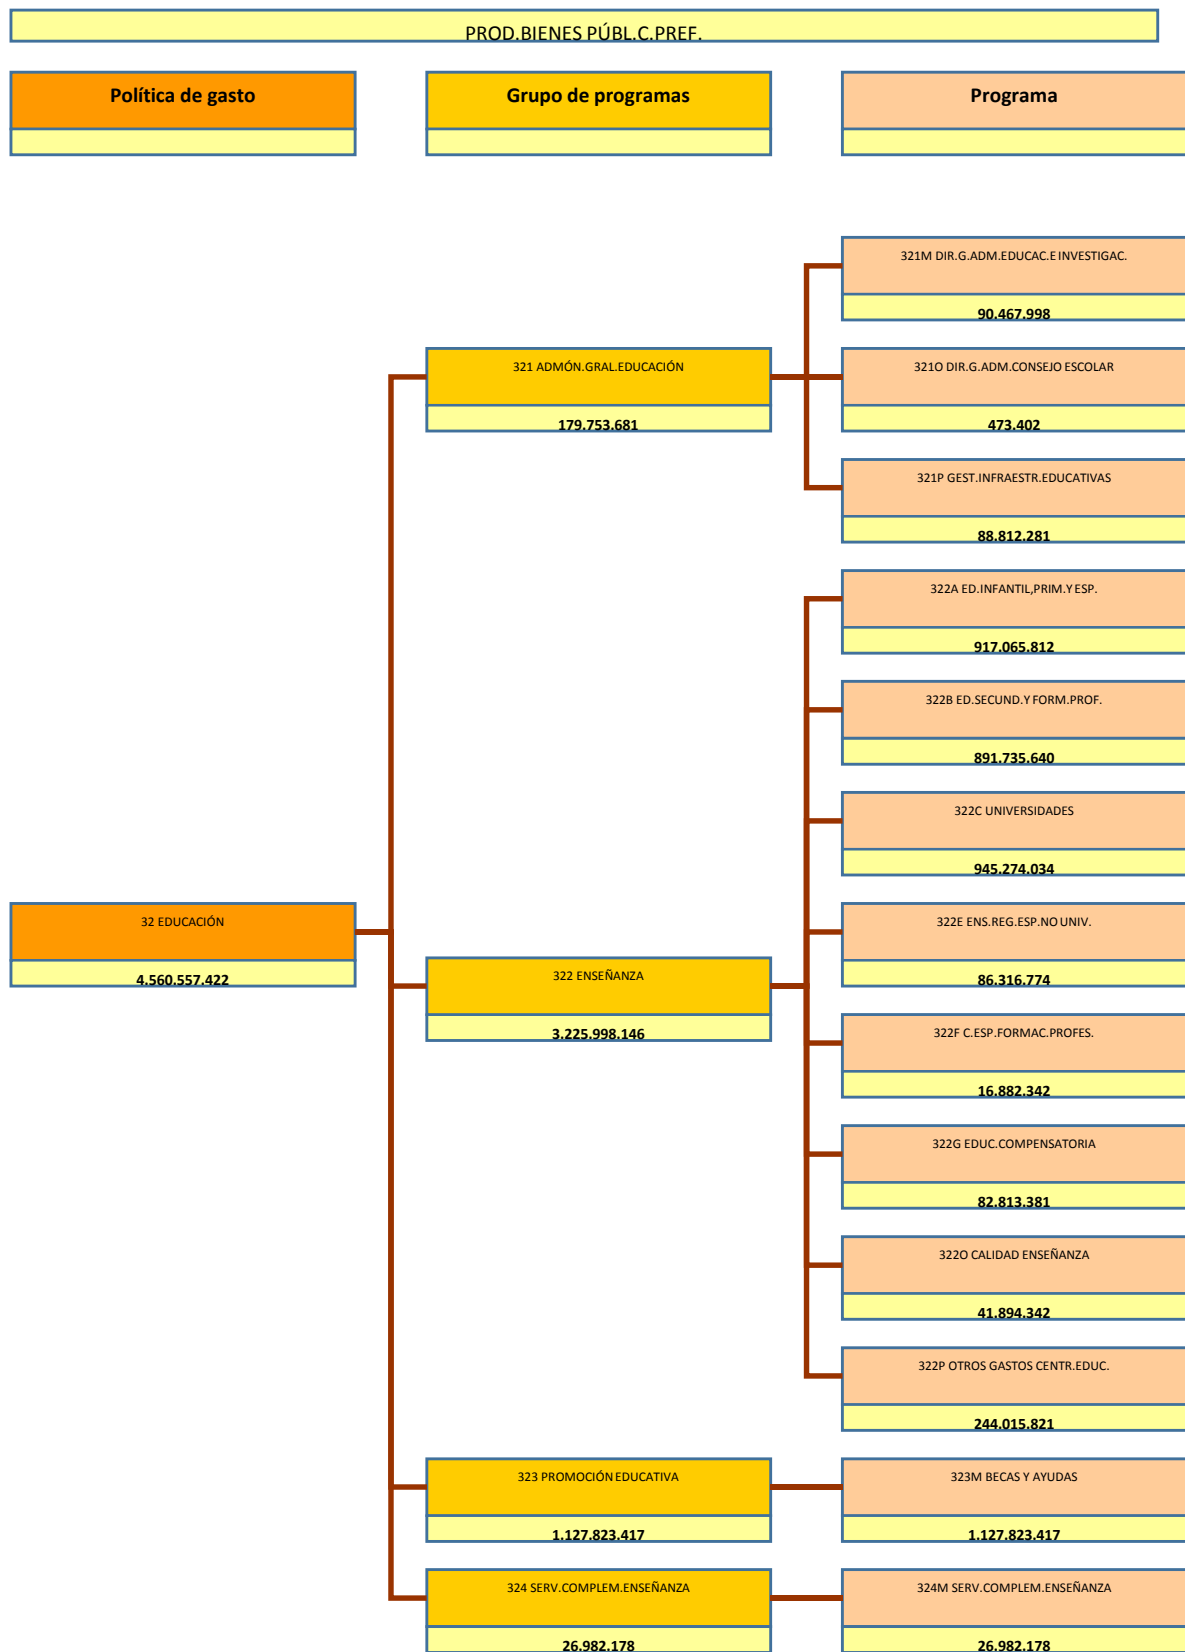 PROD.BIENES PÚBL.C.PREF.
Política de gasto
Grupo de programas
Programa
321M DIR.G.ADM.EDUCAC.E INVESTIGAC.
90.467.998
321 ADMÓN.GRAL.EDUCACIÓN
179.753.681
321O DIR.G.ADM.CONSEJO ESCOLAR
473.402
321P GEST.INFRAESTR.EDUCATIVAS
88.812.281
322A ED.INFANTIL,PRIM.Y ESP.
917.065.812
322B ED.SECUND.Y FORM.PROF.
891.735.640
322C UNIVERSIDADES
945.274.034
32 EDUCACIÓN
4.560.557.422
322E ENS.REG.ESP.NO UNIV.
86.316.774
322 ENSEÑANZA
3.225.998.146
322F C.ESP.FORMAC.PROFES.
16.882.342
322G EDUC.COMPENSATORIA
82.813.381
322O CALIDAD ENSEÑANZA
41.894.342
322P OTROS GASTOS CENTR.EDUC.
244.015.821
323 PROMOCIÓN EDUCATIVA
1.127.823.417
323M BECAS Y AYUDAS
1.127.823.417
324 SERV.COMPLEM.ENSEÑANZA
26.982.178
324M SERV.COMPLEM.ENSEÑANZA
26.982.178